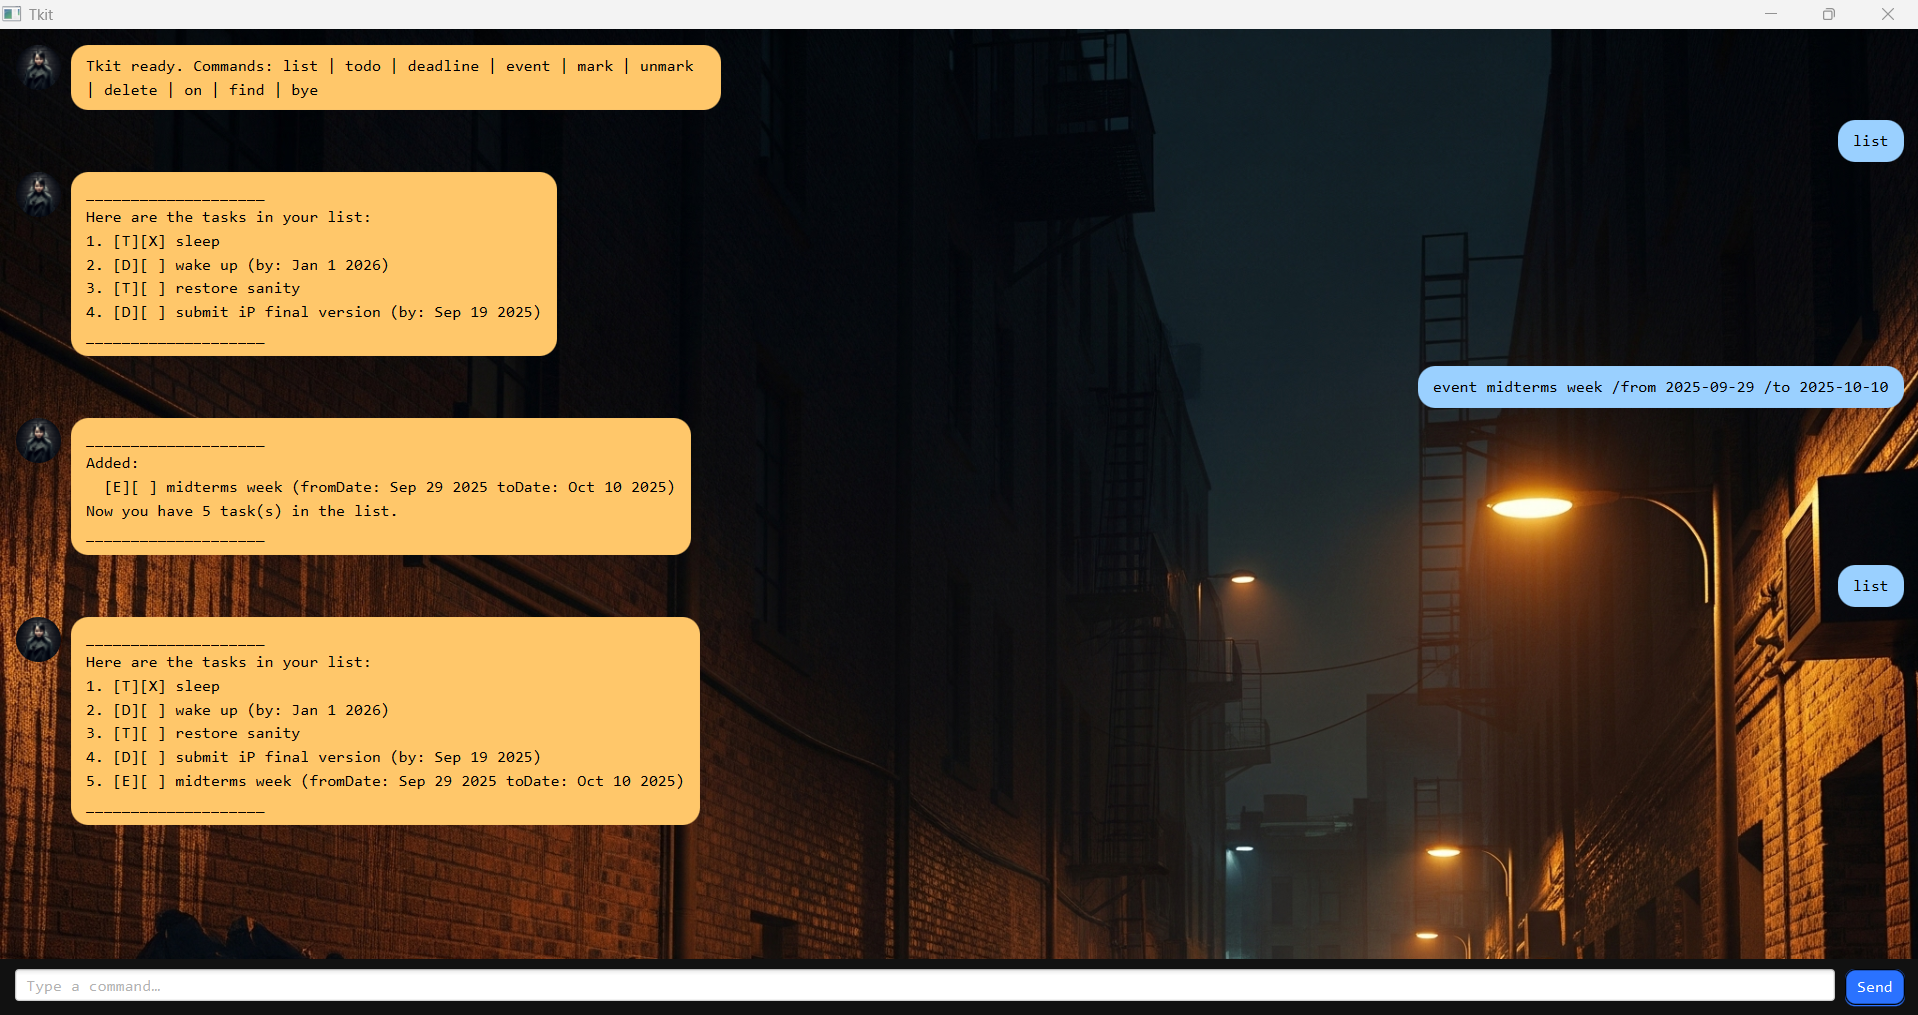 Tkit
Tkit ready. Commands: list | todo | deadline | event | mark | unmark
| delete | on | find | bye
list
____________________
Here are the tasks in your list:
1. [T][X] sleep
2. [D][ ] wake up (by: Jan 1 2026)
3. [T][ ] restore sanity
4. [D][ ] submit iP final version (by: Sep 19 2025)
____________________
event midterms week /from 2025-09-29 /to 2025-10-10
____________________
Added:
  [E][ ] midterms week (fromDate: Sep 29 2025 toDate: Oct 10 2025)
Now you have 5 task(s) in the list.
____________________
list
____________________
Here are the tasks in your list:
1. [T][X] sleep
2. [D][ ] wake up (by: Jan 1 2026)
3. [T][ ] restore sanity
4. [D][ ] submit iP final version (by: Sep 19 2025)
5. [E][ ] midterms week (fromDate: Sep 29 2025 toDate: Oct 10 2025)
____________________
Type a command…
Send